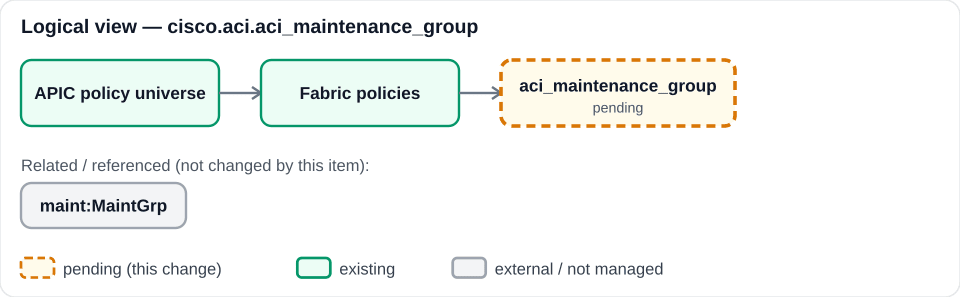 Logical view — cisco.aci.aci_maintenance_group
APIC policy universe
Fabric policies
aci_maintenance_group
pending
Related / referenced (not changed by this item):
maint:MaintGrp
pending (this change)
existing
external / not managed